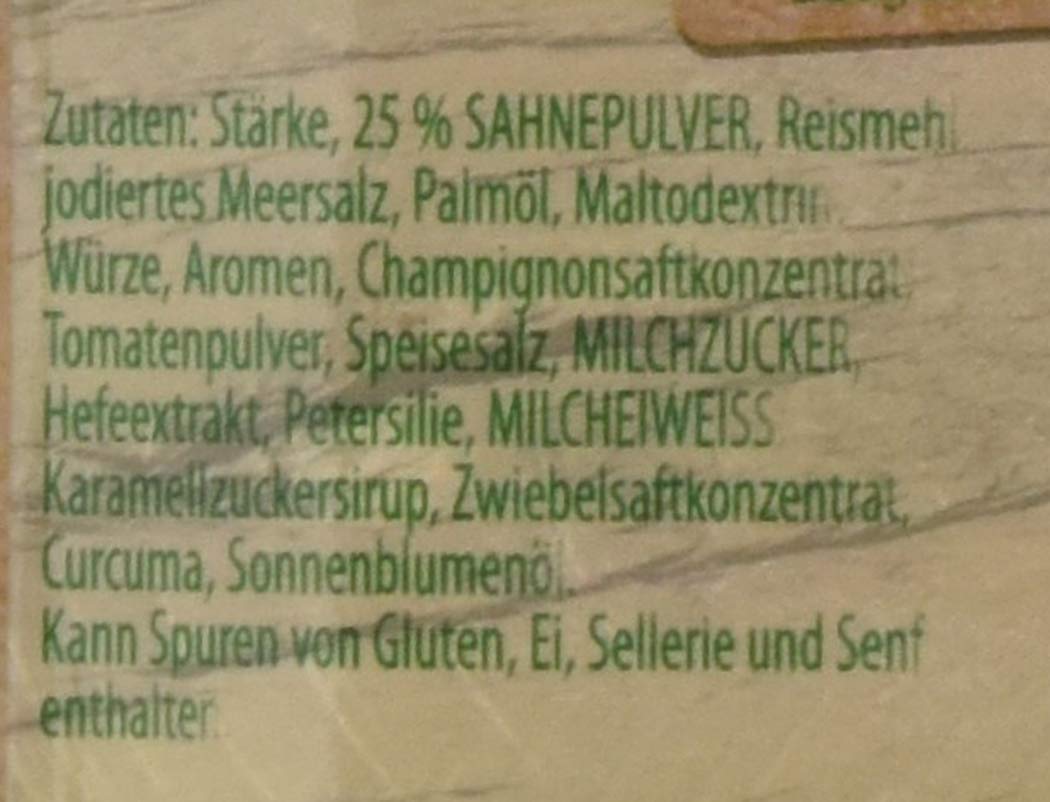 Zutaten: Stärke, 25 % SAHNEPULVER, Reismehl
jodiertes Meersalz, Palmöl, Maltodextrin
Würze, Aromen, Champignonsaftkonzentrat,
Tomatenpulver, Speisesalz, MILCHZUCKER,
Hefeextrakt, Petersilie, MILCHEIWEISS
Karamellzuckersirup, Zwiebelsaftkonzentrat,
Curcuma, Sonnenblumenöl.
Kann Spuren von Gluten, Ei, Sellerie und Senf
enthalten